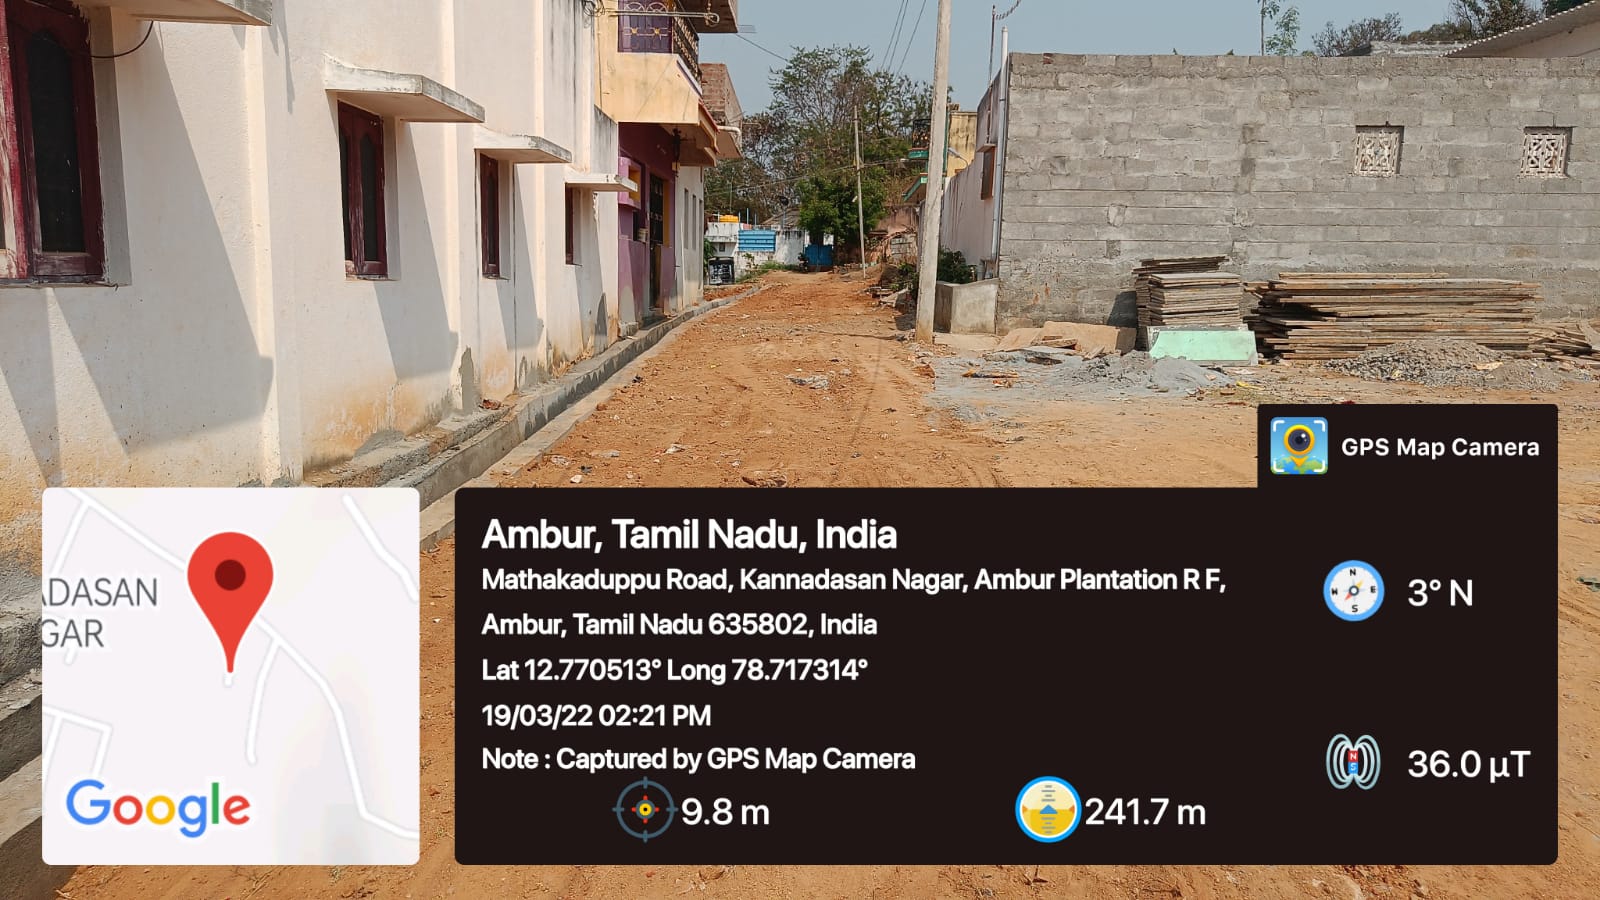 GPS Map Camera
Ambur, Tamil Nadu, India
Mathakaduppu Road, Kannadasan Nagar, Ambur Plantation R F,
Ambur, Tamil Nadu 635802, India
Lat 12.770513° Long 78.717314°
19/03/22 02:21 PM
Note : Captured by GPS Map Camera
9.8 m
241.7 m
3° N
36.0 µT
N
E
S
W
N
S
ADASAN
GAR
Google